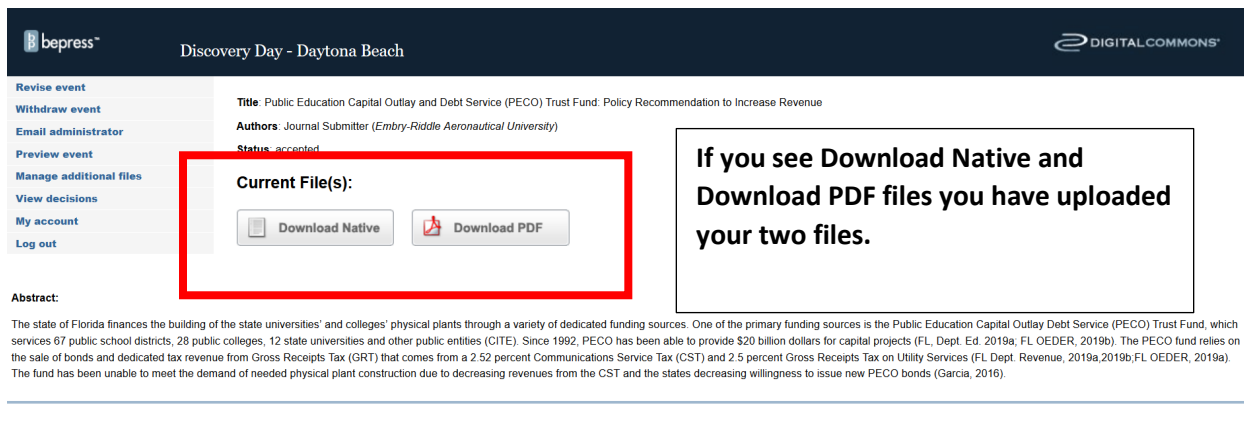 bepress™
Discovery Day - Daytona Beach
DIGITALCOMMONS®
Revise event
Withdraw event
Email administrator
Preview event
Manage additional files
View decisions
My account
Log out
Title: Public Education Capital Outlay and Debt Service (PECO) Trust Fund: Policy Recommendation to Increase Revenue
Authors: Journal Submitter (Embry-Riddle Aeronautical University)
Status: accepted
Current File(s):
Download Native
Download PDF
If you see Download Native and
Download PDF files you have uploaded
your two files.
Abstract:
The state of Florida finances the building of the state universities' and colleges' physical plants through a variety of dedicated funding sources. One of the primary funding sources is the Public Education Capital Outlay Debt Service (PECO) Trust Fund, which
services 67 public school districts, 28 public colleges, 12 state universities and other public entities (CITE). Since 1992, PECO has been able to provide $20 billion dollars for capital projects (FL, Dept. Ed. 2019a; FL OEDER, 2019b). The PECO fund relies on
the sale of bonds and dedicated tax revenue from Gross Receipts Tax (GRT) that comes from a 2.52 percent Communications Service Tax (CST) and 2.5 percent Gross Receipts Tax on Utility Services (FL Dept. Revenue, 2019a,2019b;FL OEDER, 2019a).
The fund has been unable to meet the demand of needed physical plant construction due to decreasing revenues from the CST and the states decreasing willingness to issue new PECO bonds (Garcia, 2016).